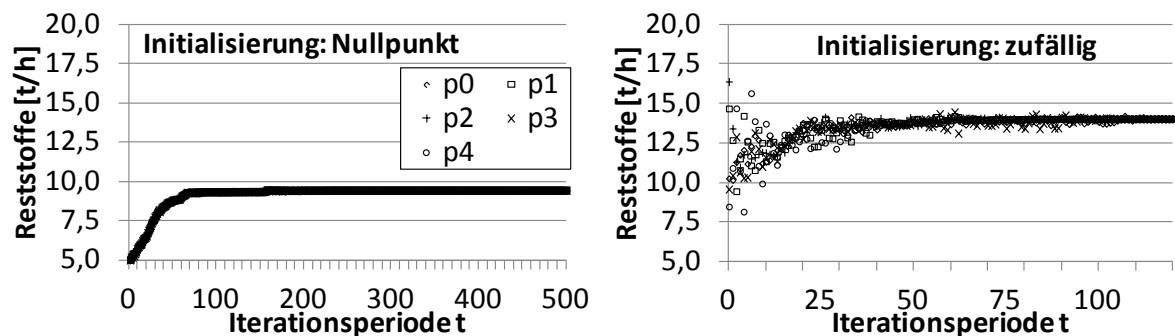 Initialisierung: Nullpunkt
Reststoffe [t/h]
20,0
17,5
15,0
12,5
10,0
7,5
5,0
p0 p1
p2 p3
p4
0 100 200 300 400 500
Iterationsperiode t
Initialisierung: zufällig
Reststoffe [t/h]
20,0
17,5
15,0
12,5
10,0
7,5
5,0
0 25 50 75 100
Iterationsperiode t